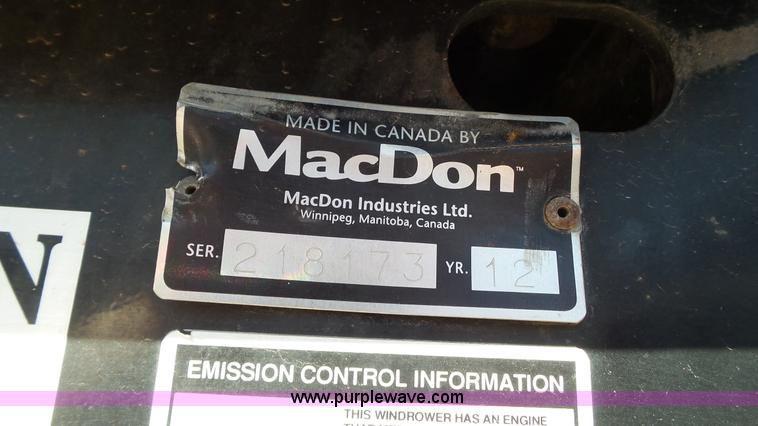 MADE IN CANADA BY
MacDon™
MacDon Industries Ltd.
Winnipeg, Manitoba, Canada
SER. 218173 YR. 12
N
EMISSION CONTROL INFORMATION
www.purplewave.com
THIS WINDROWER HAS AN ENGINE